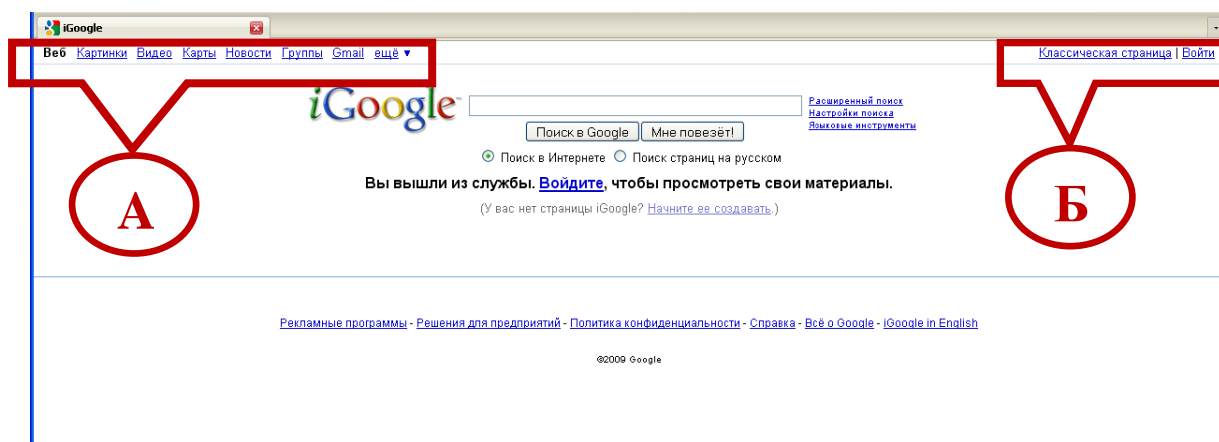 iGoogle
Веб Картинки Видео Карты Новости Группы Gmail ещё ▼ Классическая страница | Войти
iGoogle™
Расширенный поиск
Настройки поиска
Языковые инструменты
Поиск в Google Мне повезёт!
Поиск в Интернете Поиск страниц на русском
Вы вышли из службы. Войдите, чтобы просмотреть свои материалы.
(У вас нет страницы iGoogle? Начните ее создавать.)
А Б
Рекламные программы - Решения для предприятий - Политика конфиденциальности - Справка - Всё о Google - iGoogle in English
©2009 Google